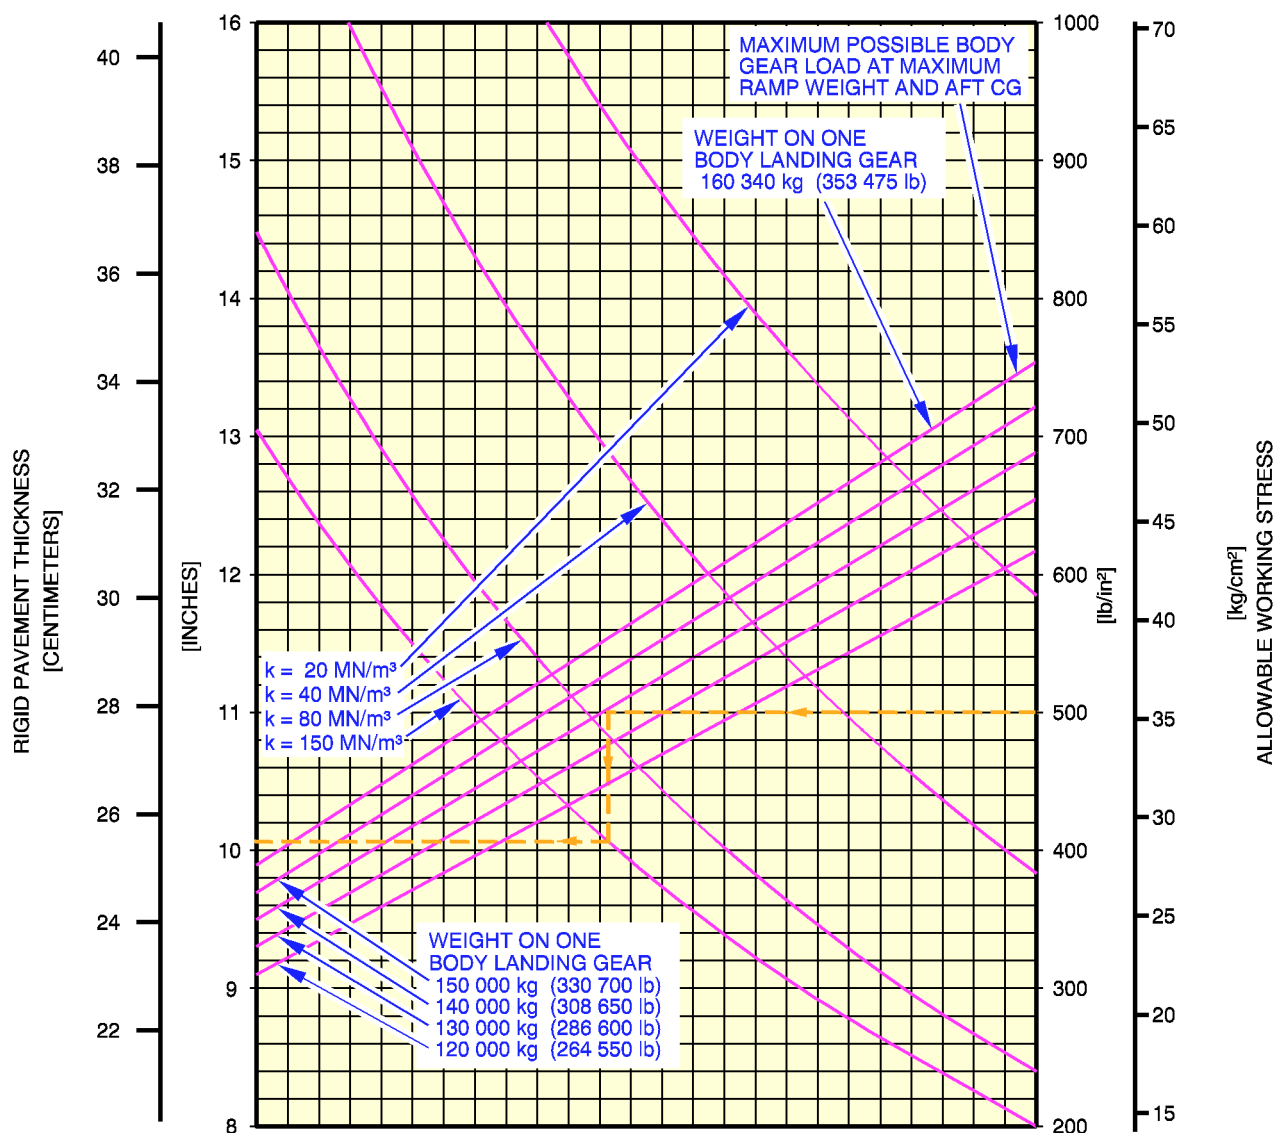 RIGID PAVEMENT THICKNESS
[CENTIMETERS]
40
38
36
34
32
30
28
26
24
22
[INCHES]
16
15
14
13
12
11
10
9
8
MAXIMUM POSSIBLE BODY
GEAR LOAD AT MAXIMUM
RAMP WEIGHT AND AFT CG
WEIGHT ON ONE
BODY LANDING GEAR
160 340 kg (353 475 lb)
k = 20 MN/m³
k = 40 MN/m³
k = 80 MN/m³
k = 150 MN/m³
WEIGHT ON ONE
BODY LANDING GEAR
150 000 kg (330 700 lb)
140 000 kg (308 650 lb)
130 000 kg (286 600 lb)
120 000 kg (264 550 lb)
1000
900
800
700
600
500
400
300
200
[lb/in²]
70
65
60
55
50
45
40
35
30
25
20
15
[kg/cm²]
ALLOWABLE WORKING STRESS